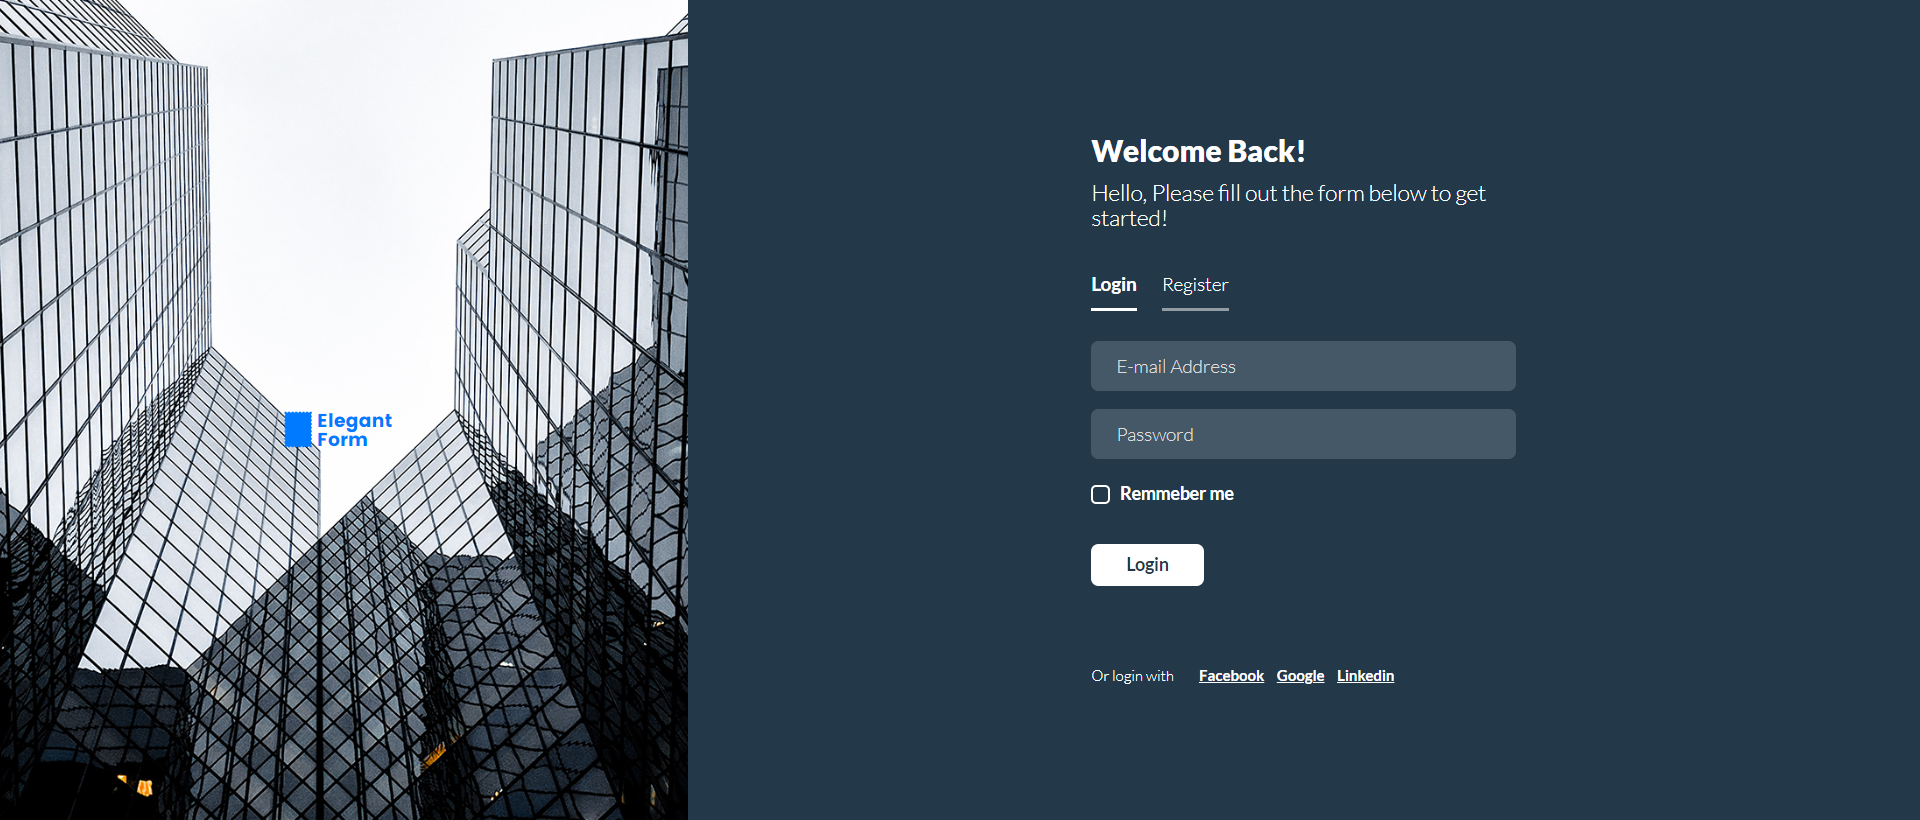 Elegant
Form
Welcome Back!
Hello, Please fill out the form below to get
started!
Login Register
E-mail Address
Password
Remmeber me
Login
Or login with Facebook Google Linkedin